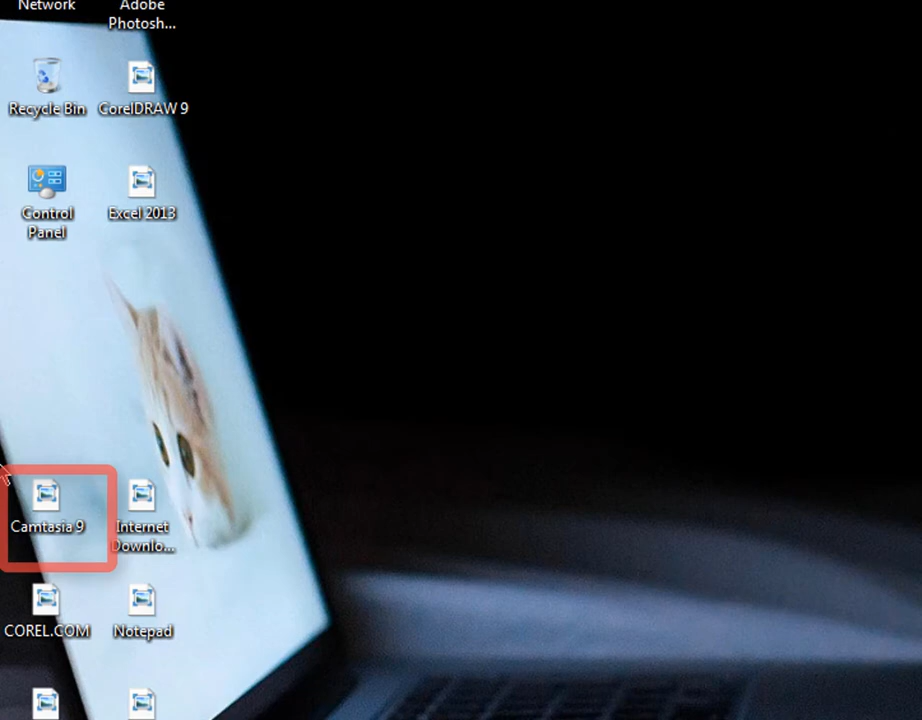 Network
Adobe
Photosh...
Recycle Bin
CorelDRAW 9
Control
Panel
Excel 2013
Camtasia 9
Internet
Downlo...
COREL.COM
Notepad